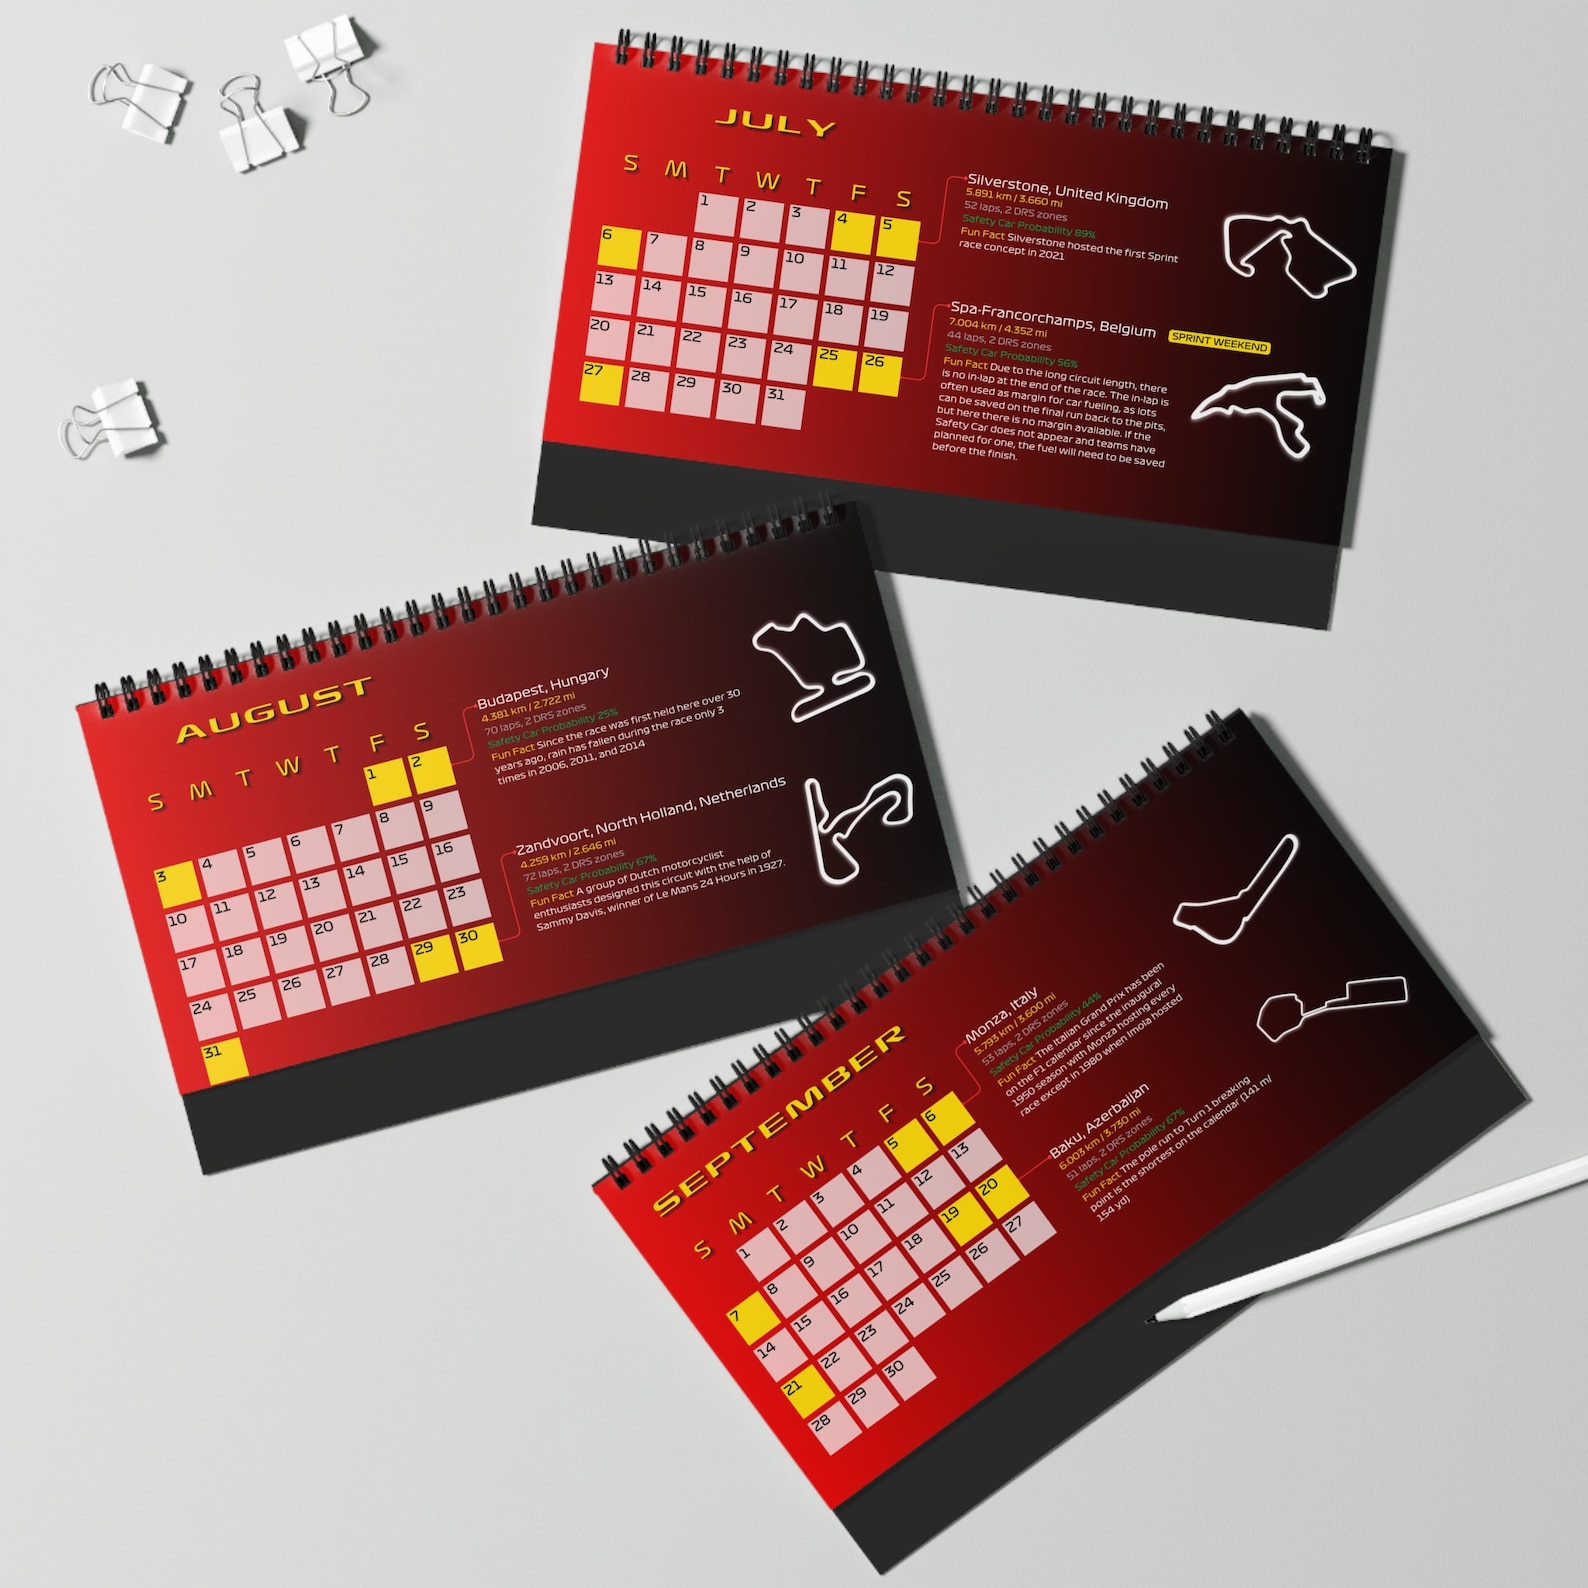 JULY
S M T W T F S
1 2 3 4 5
6 7 8 9 10 11 12
13 14 15 16 17 18 19
20 21 22 23 24 25 26
27 28 29 30 31
Silverstone, United Kingdom
5.891 km / 3.660 mi
52 laps, 2 DRS zones
Safety Car Probability 89%
Fun Fact Silverstone hosted the first Sprint
race concept in 2021
Spa-Francorchamps, Belgium SPRINT WEEKEND
7.004 km / 4.352 mi
44 laps, 2 DRS zones
Safety Car Probability 56%
Fun Fact Due to the long circuit length, there
is no in-lap at the end of the race. The in-lap is
often used as margin for car fueling, as lots
can be saved on the final run back to the pits,
but here there is no margin available. If the
Safety Car does not appear and teams have
planned for one, the fuel will need to be saved
before the finish.
AUGUST
S M T W T F S
1 2
3 4 5 6 7 8 9
10 11 12 13 14 15 16
17 18 19 20 21 22 23
24 25 26 27 28 29 30
31
Budapest, Hungary
4.381 km / 2.722 mi
70 laps, 2 DRS zones
Safety Car Probability 25%
Fun Fact Since the race was first held here over 30
years ago, rain has fallen during the race only 3
times in 2006, 2011, and 2014
Zandvoort, North Holland, Netherlands
4.259 km / 2.646 mi
72 laps, 2 DRS zones
Safety Car Probability 67%
Fun Fact A group of Dutch motorcyclist
enthusiasts designed this circuit with the help of
Sammy Davis, winner of Le Mans 24 Hours in 1927.
SEPTEMBER
S M T W T F S
1 2 3 4 5 6
7 8 9 10 11 12 13
14 15 16 17 18 19 20
21 22 23 24 25 26 27
28 29 30
Monza, Italy
5.793 km / 3.600 mi
53 laps, 2 DRS zones
Safety Car Probability 44%
Fun Fact The Italian Grand Prix has been
on the F1 calendar since the inaugural
1950 season with Monza hosting every
race except in 1980 when Imola hosted
Baku, Azerbaijan
6.003 km / 3.730 mi
51 laps, 2 DRS zones
Safety Car Probability 67%
Fun Fact The pole run to Turn 1 breaking
point is the shortest on the calendar (141 m/
154 yd)